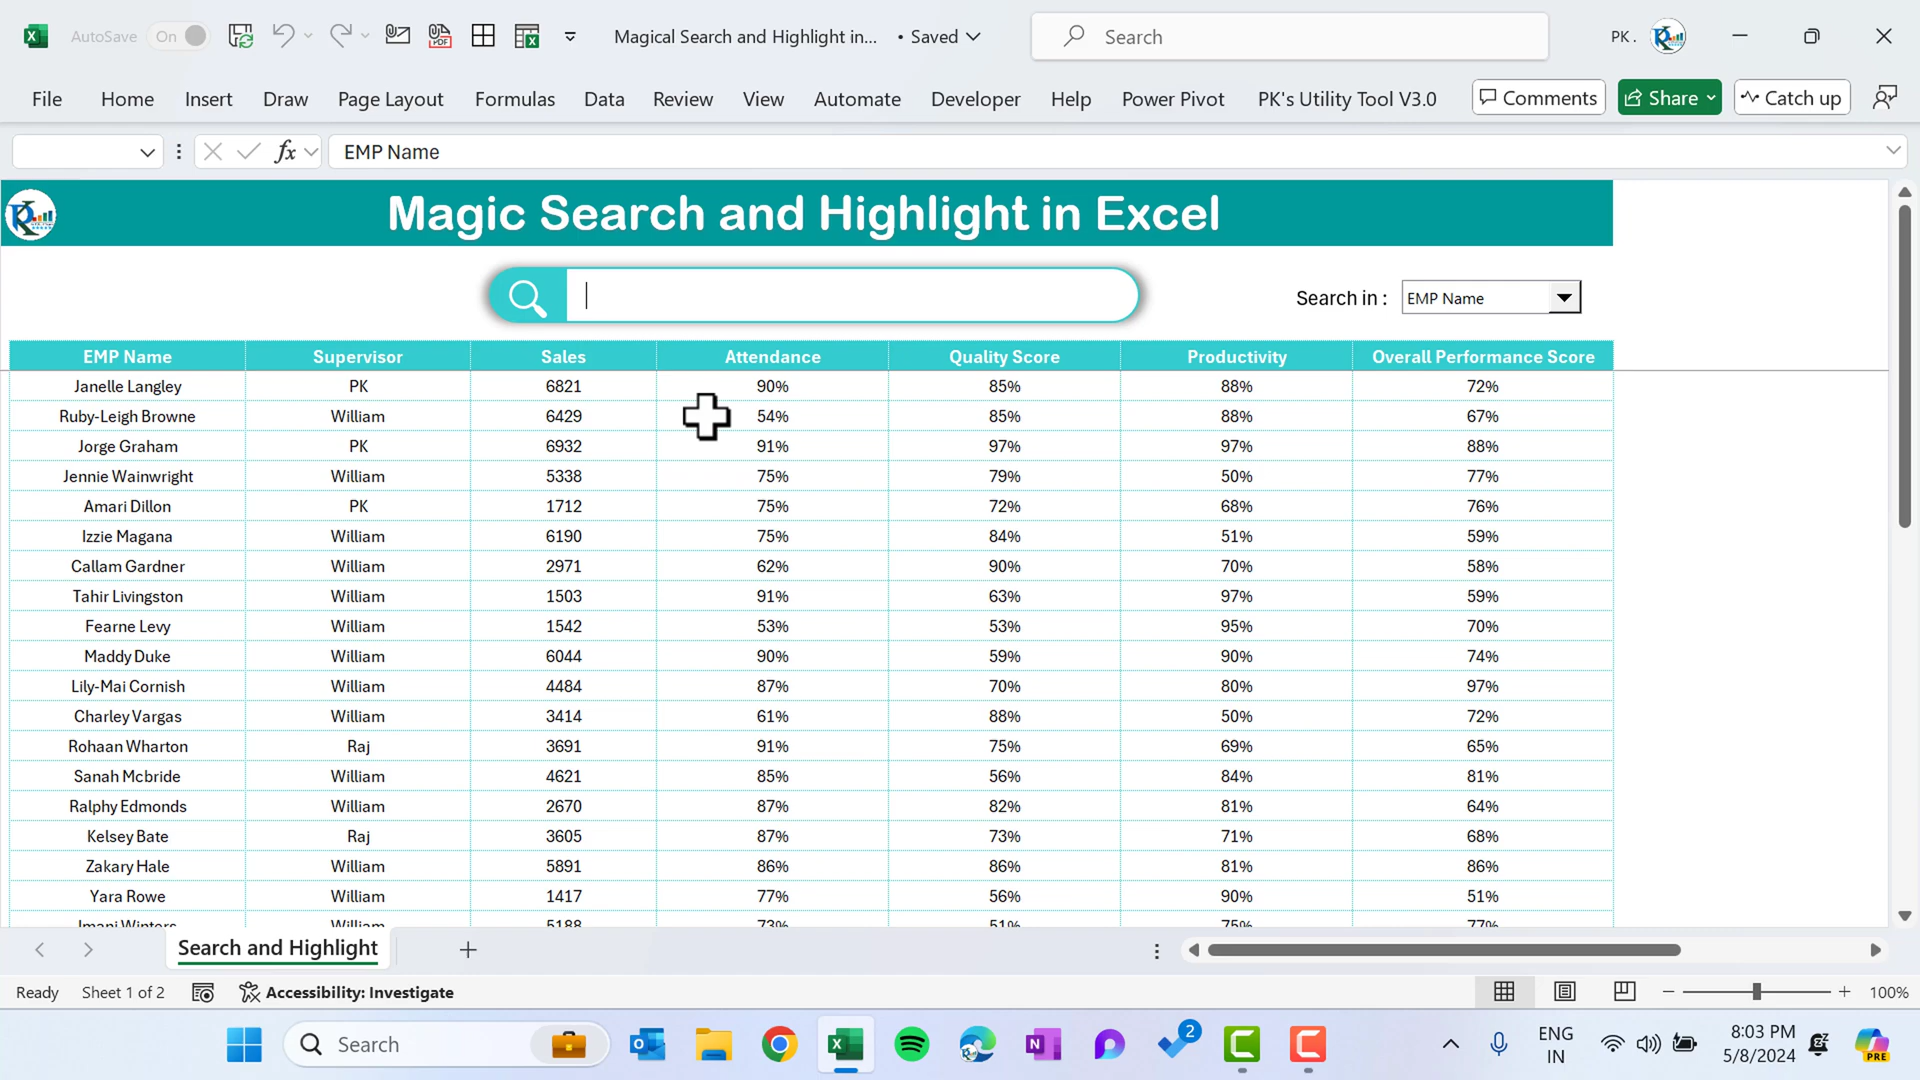 AutoSave On Magical Search and Highlight in... • Saved Search PK .
File Home Insert Draw Page Layout Formulas Data Review View Automate Developer Help Power Pivot PK's Utility Tool V3.0 Comments Share Catch up
fx EMP Name
Magic Search and Highlight in Excel
Search in : EMP Name
EMP Name Supervisor Sales Attendance Quality Score Productivity Overall Performance Score
Janelle Langley PK 6821 90% 85% 88% 72%
Ruby-Leigh Browne William 6429 54% 85% 88% 67%
Jorge Graham PK 6932 91% 97% 97% 88%
Jennie Wainwright William 5338 75% 79% 50% 77%
Amari Dillon PK 1712 75% 72% 68% 76%
Izzie Magana William 6190 75% 84% 51% 59%
Callam Gardner William 2971 62% 90% 70% 58%
Tahir Livingston William 1503 91% 63% 97% 59%
Fearne Levy William 1542 53% 53% 95% 70%
Maddy Duke William 6044 90% 59% 90% 74%
Lily-Mai Cornish William 4484 87% 70% 80% 97%
Charley Vargas William 3414 61% 88% 50% 72%
Rohaan Wharton Raj 3691 91% 75% 69% 65%
Sanah Mcbride William 4621 85% 56% 84% 81%
Ralphy Edmonds William 2670 87% 82% 81% 64%
Kelsey Bate Raj 3605 87% 73% 71% 68%
Zakary Hale William 5891 86% 86% 81% 86%
Yara Rowe William 1417 77% 56% 90% 51%
Imani Winters William 5188 73% 51% 75% 77%
Search and Highlight
Ready Sheet 1 of 2 Accessibility: Investigate 100%
Search 2 ENG 8:03 PM
IN 5/8/2024 PRE